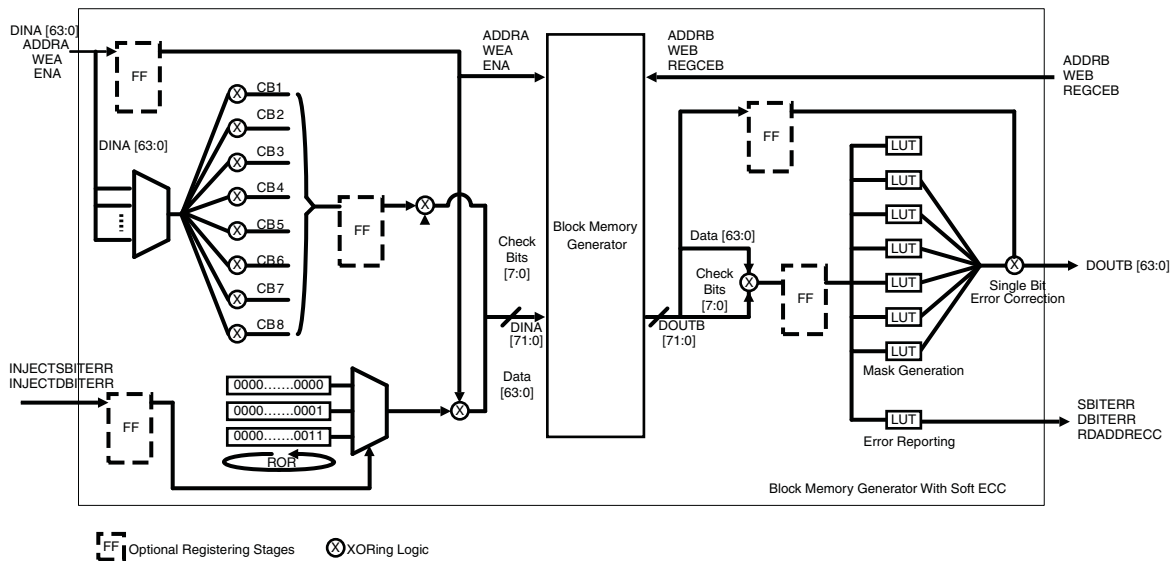 DINA [63:0]
ADDRA
WEA
ENA
FF
DINA [63:0]
X CB1
X CB2
X CB3
X CB4
X CB5
X CB6
X CB7
X CB8
FF
X
INJECTSBITERR
INJECTDBITERR
FF
0000.......0000
0000.......0001
0000.......0011
ROR
X
ADDRA
WEA
ENA
Check
Bits
[7:0]
DINA
[71:0]
Data
[63:0]
Block Memory
Generator
ADDRB
WEB
REGCEB
ADDRB
WEB
REGCEB
FF
Data [63:0]
Check
Bits
[7:0]
X
DOUTB
[71:0]
FF
LUT
LUT
LUT
LUT
LUT
LUT
LUT
Mask Generation
LUT
Error Reporting
X
Single Bit
Error Correction
DOUTB [63:0]
SBITERR
DBITERR
RDADDRECC
Block Memory Generator With Soft ECC
FF Optional Registering Stages
X XORing Logic